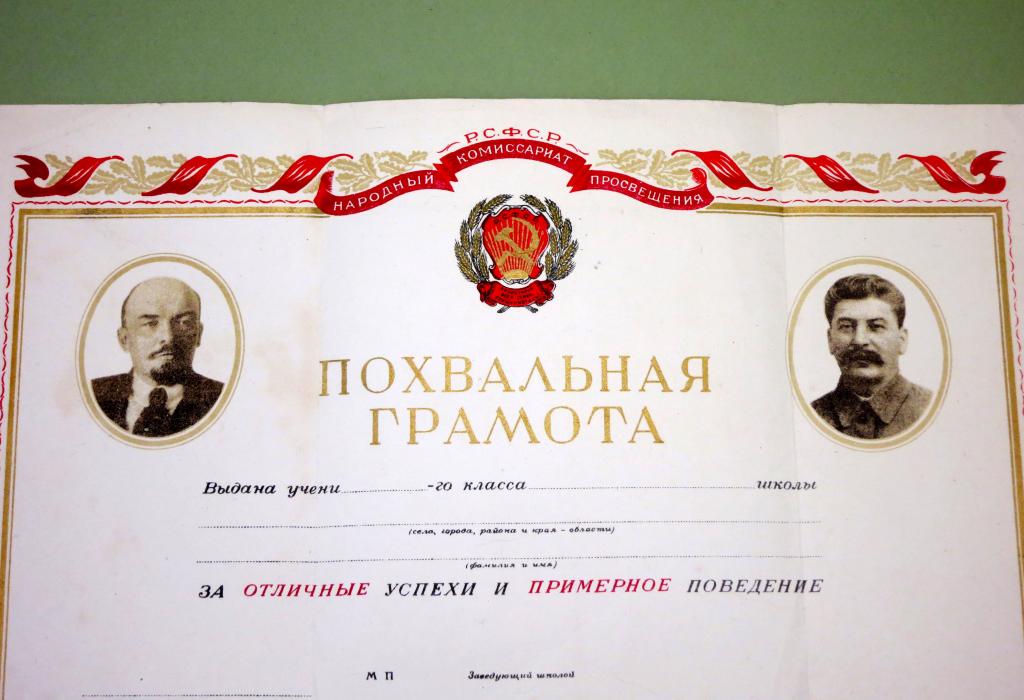 Р.С.Ф.С.Р.
НАРОДНЫЙ КОМИССАРИАТ ПРОСВЕЩЕНИЯ
ПОХВАЛЬНАЯ
ГРАМОТА
Выдана учени -го класса школы
(село, города, района и края - области)
(фамилия и имя)
ЗА ОТЛИЧНЫЕ УСПЕХИ И ПРИМЕРНОЕ ПОВЕДЕНИЕ
М П Заведующий школой